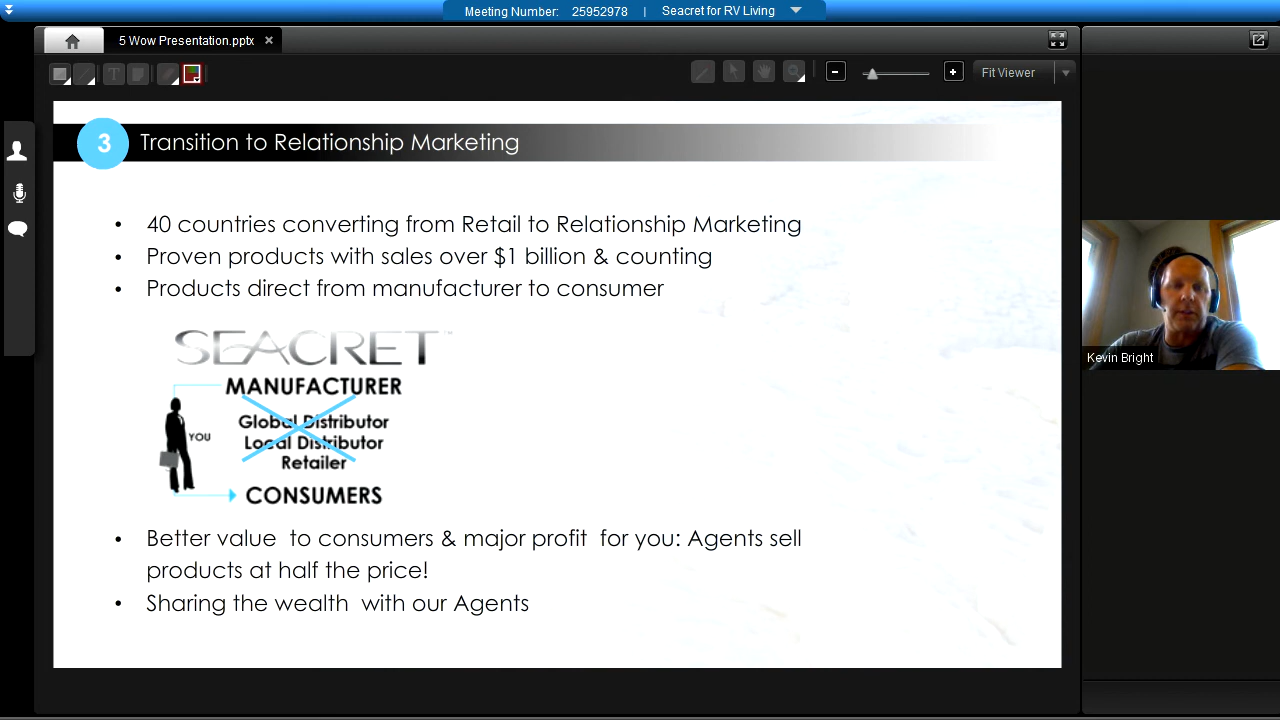 Meeting Number: 25952978 | Seacret for RV Living
5 Wow Presentation.pptx
Fit Viewer
3 Transition to Relationship Marketing
• 40 countries converting from Retail to Relationship Marketing
• Proven products with sales over $1 billion & counting
• Products direct from manufacturer to consumer
SEACRET™
MANUFACTURER
Global Distributor
YOU
Local Distributor
Retailer
CONSUMERS
• Better value to consumers & major profit for you: Agents sell
products at half the price!
• Sharing the wealth with our Agents
Kevin Bright